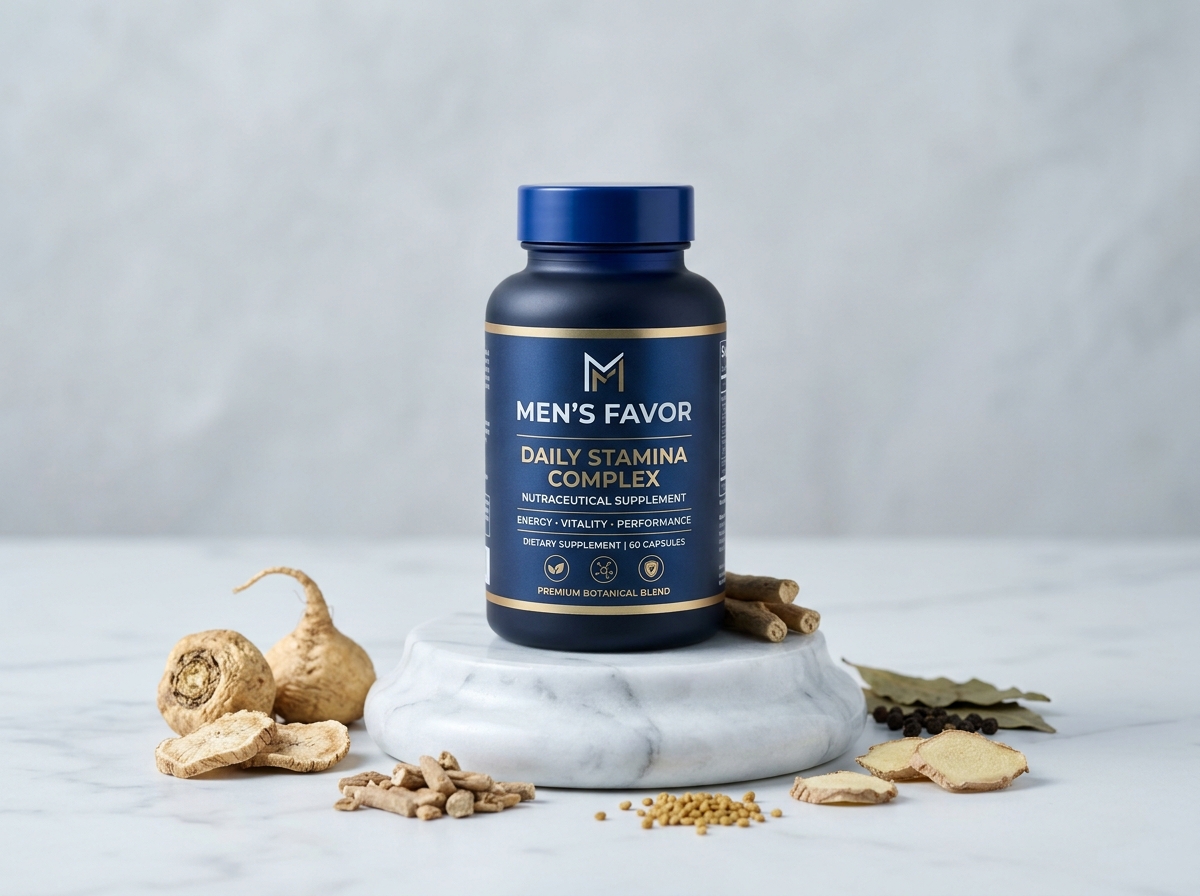 MEN'S FAVOR
DAILY STAMINA
COMPLEX
NUTRACEUTICAL SUPPLEMENT
ENERGY · VITALITY · PERFORMANCE
DIETARY SUPPLEMENT | 60 CAPSULES
PREMIUM BOTANICAL BLEND